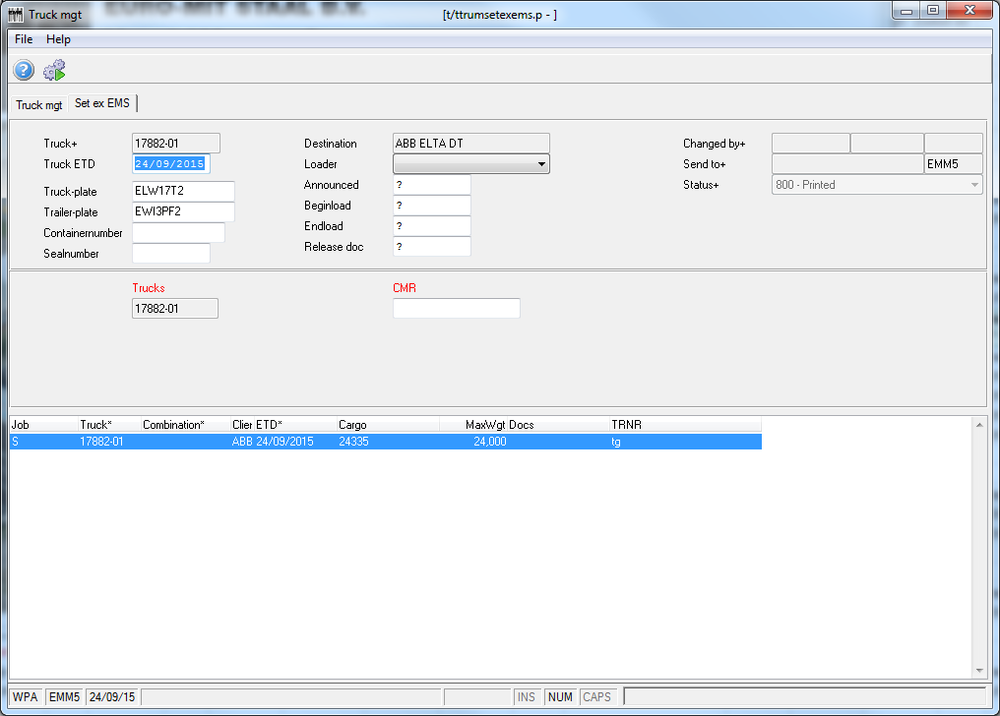 Truck mgt
EURO-MIT STAAL B.V.
[t/ttrumsetexems.p - ]
File Help
Truck mgt Set ex EMS
Truck+ 17882-01 Destination ABB ELTA DT Changed by+
Truck ETD 24/09/2015 Loader Send to+ EMM5
Truck-plate ELW17T2 Announced ? Status+ 800 - Printed
Trailer-plate EWI3PF2 Beginload ?
Containernumber Endload ?
Sealnumber Release doc ?
Trucks CMR
17882-01
Job Truck* Combination* Clier ETD* Cargo MaxWgt Docs TRNR
S 17882-01 ABB 24/09/2015 24335 24,000 tg
WPA EMM5 24/09/15 INS NUM CAPS